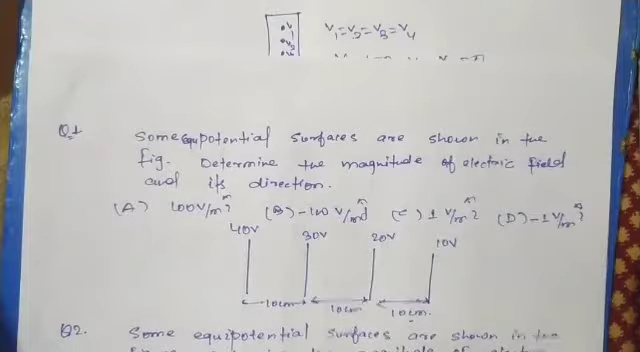 V₁=V₂=V₃=V₄
Q.1 Some equipotential surfaces are shown in the
fig. Determine the magnitude of electric field
and its direction.
(A) 100V/m î (B) -100 V/m ĵ (C) 1 V/m î (D) -1 V/m î
40V 30V 20V 10V
10cm 10cm 10cm.
Q2. Some equipotential surfaces are shown in the